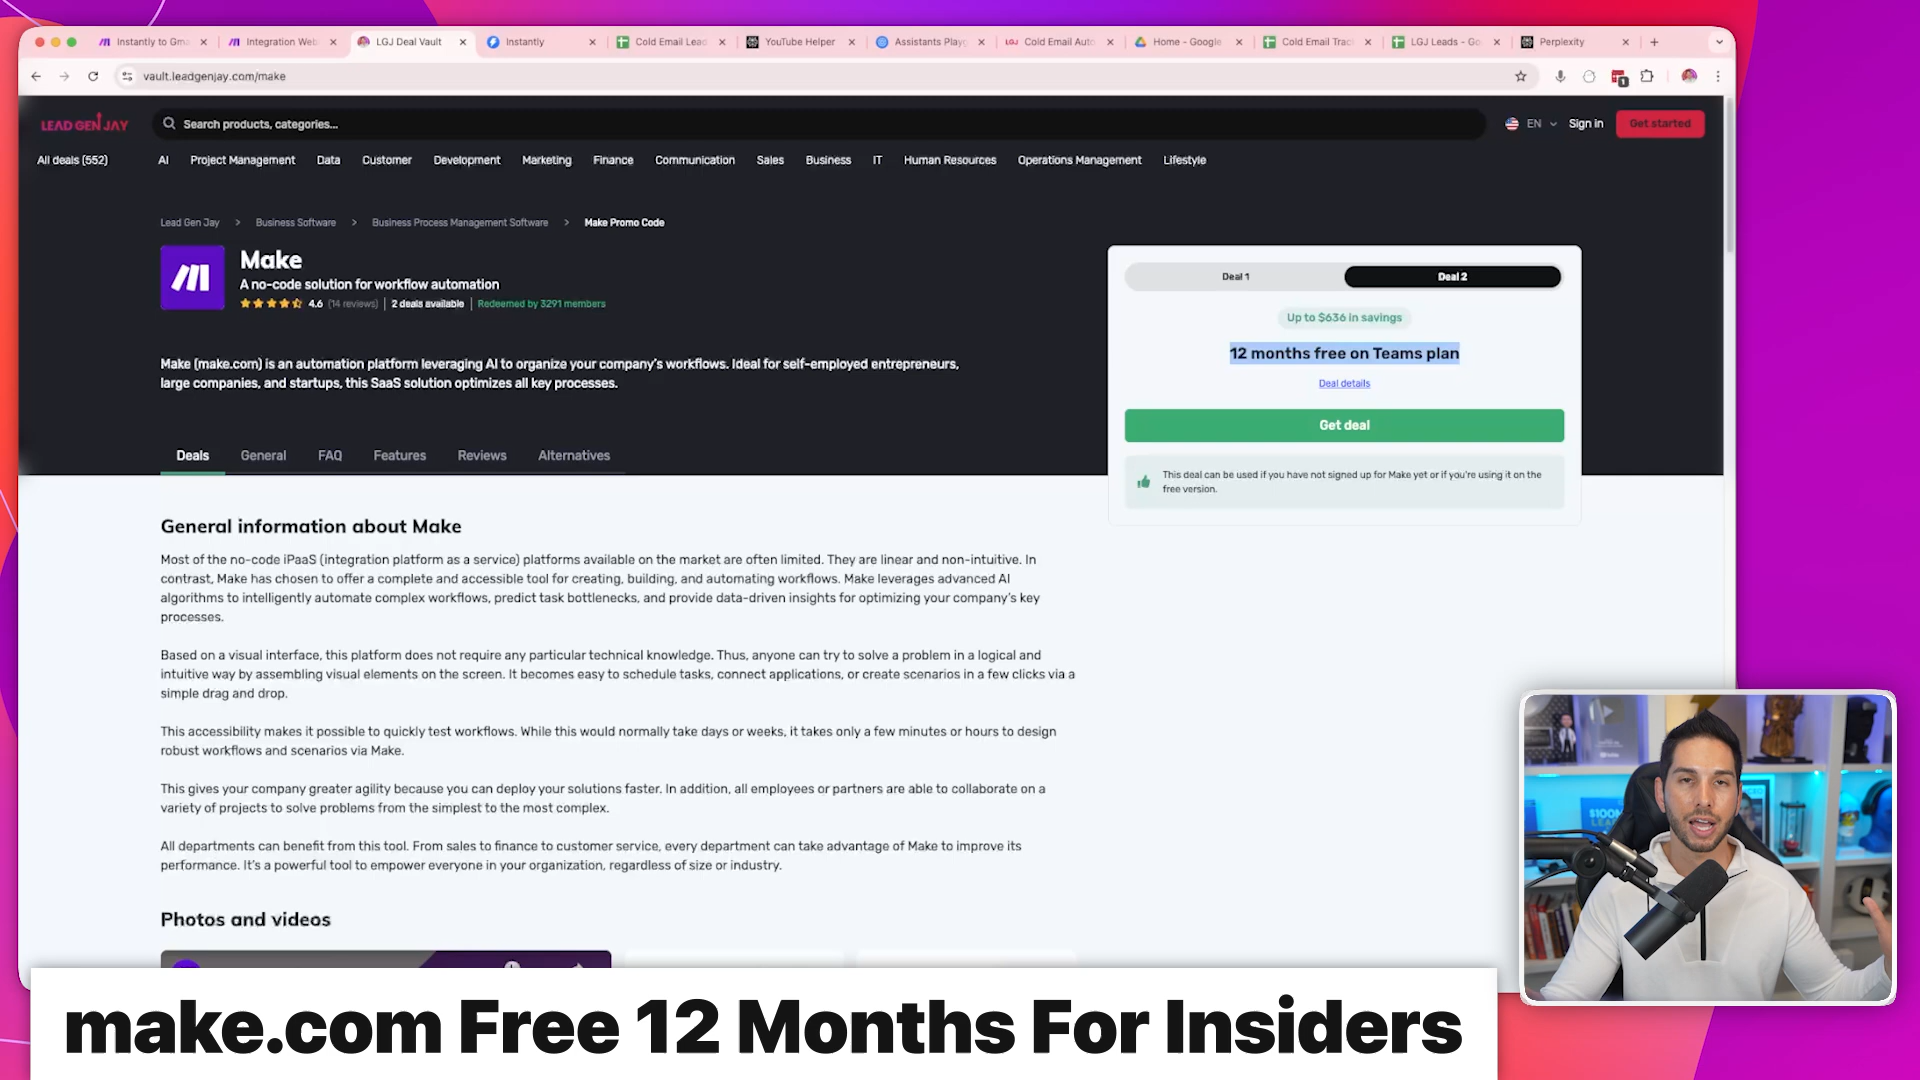 Instantly to Gma
Integration Web
LGJ Deal Vault
Instantly
Cold Email Lead
YouTube Helper
Assistants Playg
LGJ
Cold Email Auto
Home - Google
Cold Email Trac
LGJ Leads - Go
Perplexity
vault.leadgenjay.com/make
LEAD GEN JAY
Search products, categories...
EN
Sign in
Get started
All deals (552)
AI
Project Management
Data
Customer
Development
Marketing
Finance
Communication
Sales
Business
IT
Human Resources
Operations Management
Lifestyle
Lead Gen Jay > Business Software > Business Process Management Software > Make Promo Code
Make
A no-code solution for workflow automation
4.6 (14 reviews) | 2 deals available | Redeemed by 3291 members
Make (make.com) is an automation platform leveraging AI to organize your company's workflows. Ideal for self-employed entrepreneurs,
large companies, and startups, this SaaS solution optimizes all key processes.
Deal 1
Deal 2
Up to $636 in savings
12 months free on Teams plan
Deal details
Get deal
This deal can be used if you have not signed up for Make yet or if you're using it on the
free version.
Deals
General
FAQ
Features
Reviews
Alternatives
General information about Make
Most of the no-code iPaaS (integration platform as a service) platforms available on the market are often limited. They are linear and non-intuitive. In
contrast, Make has chosen to offer a complete and accessible tool for creating, building, and automating workflows. Make leverages advanced AI
algorithms to intelligently automate complex workflows, predict task bottlenecks, and provide data-driven insights for optimizing your company's key
processes.
Based on a visual interface, this platform does not require any particular technical knowledge. Thus, anyone can try to solve a problem in a logical and
intuitive way by assembling visual elements on the screen. It becomes easy to schedule tasks, connect applications, or create scenarios in a few clicks via a
simple drag and drop.
This accessibility makes it possible to quickly test workflows. While this would normally take days or weeks, it takes only a few minutes or hours to design
robust workflows and scenarios via Make.
This gives your company greater agility because you can deploy your solutions faster. In addition, all employees or partners are able to collaborate on a
variety of projects to solve problems from the simplest to the most complex.
All departments can benefit from this tool. From sales to finance to customer service, every department can take advantage of Make to improve its
performance. It's a powerful tool to empower everyone in your organization, regardless of size or industry.
Photos and videos
$100M
make.com Free 12 Months For Insiders